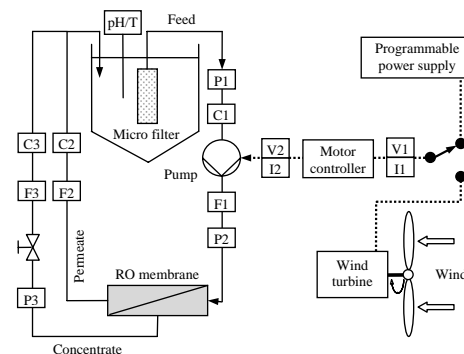 pH/T
Feed
Programmable
power supply
P1
Micro filter
C1
C3
C2
V2
Motor
controller
V1
I2
I1
Pump
F3
F2
F1
P2
Permeate
RO membrane
P3
Wind
turbine
Wind
Concentrate